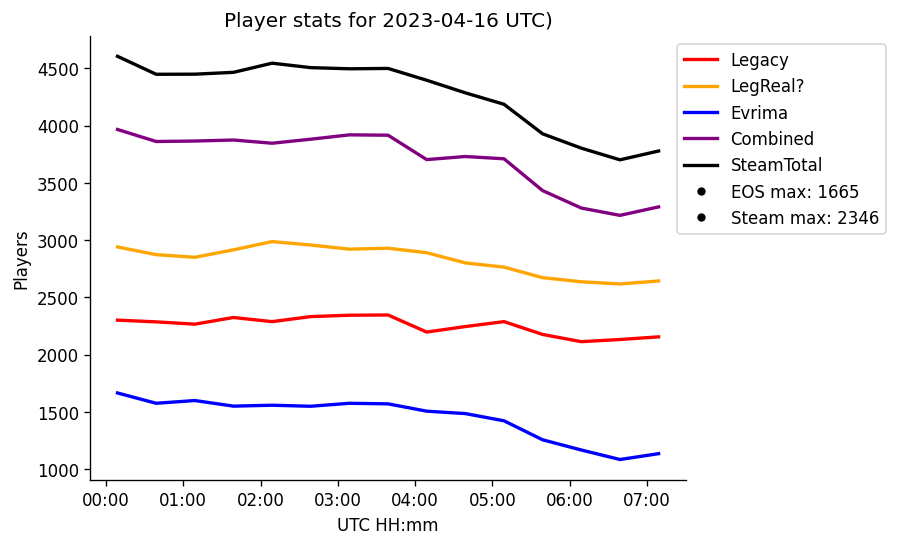 Player stats for 2023-04-16 UTC)
Players
4500
4000
3500
3000
2500
2000
1500
1000
00:00 01:00 02:00 03:00 04:00 05:00 06:00 07:00
UTC HH:mm
Legacy
LegReal?
Evrima
Combined
SteamTotal
EOS max: 1665
Steam max: 2346